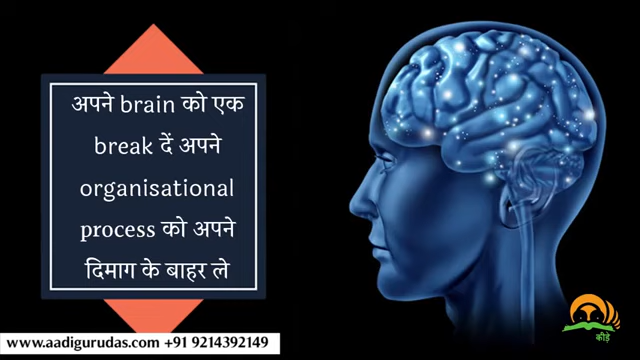 अपने brain को एक
break दें अपने
organisational
process को अपने
दिमाग के बाहर ले
www.aadigurudas.com +91 9214392149
कीड़े